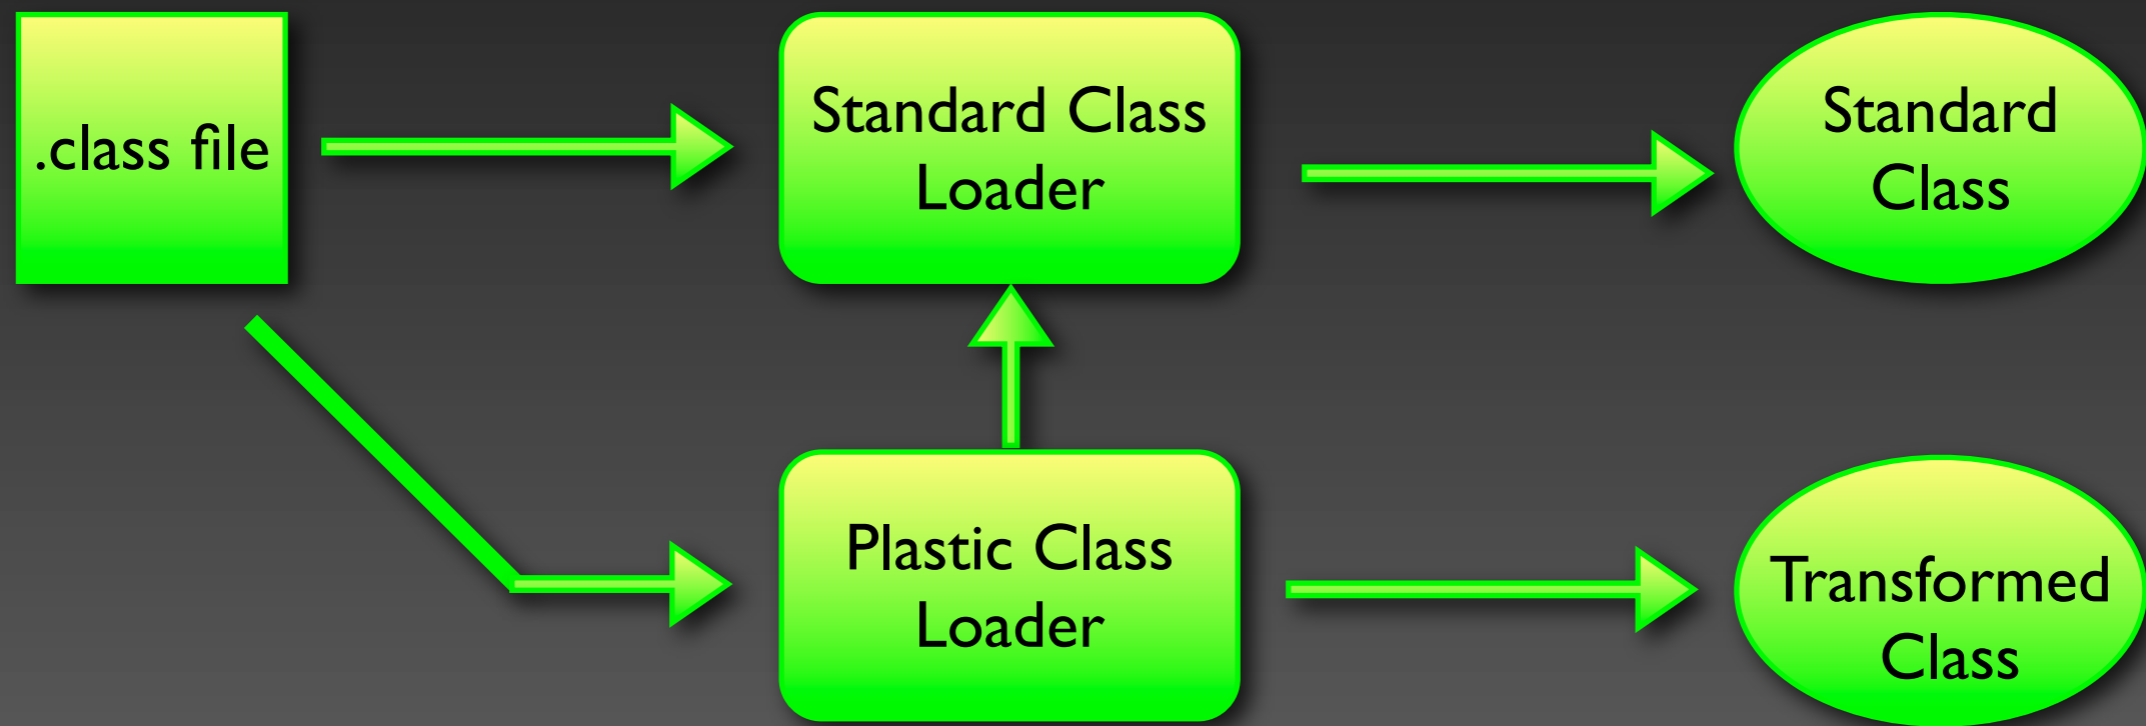 .class file
Standard Class
Loader
Standard
Class
Plastic Class
Loader
Transformed
Class